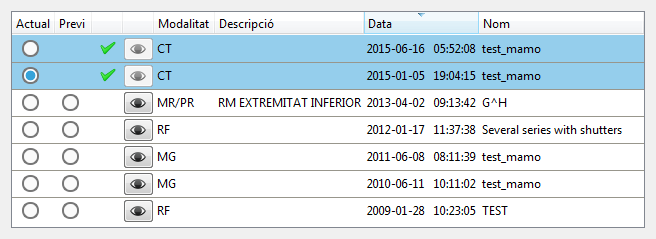 Actual Previ Modalitat Descripció Data Nom
CT 2015-06-16 05:52:08 test_mamo
CT 2015-01-05 19:04:15 test_mamo
MR/PR RM EXTREMITAT INFERIOR 2013-04-02 09:13:42 G^H
RF 2012-01-17 11:37:38 Several series with shutters
MG 2011-06-08 08:11:39 test_mamo
MG 2010-06-11 10:11:02 test_mamo
RF 2009-01-28 10:23:05 TEST